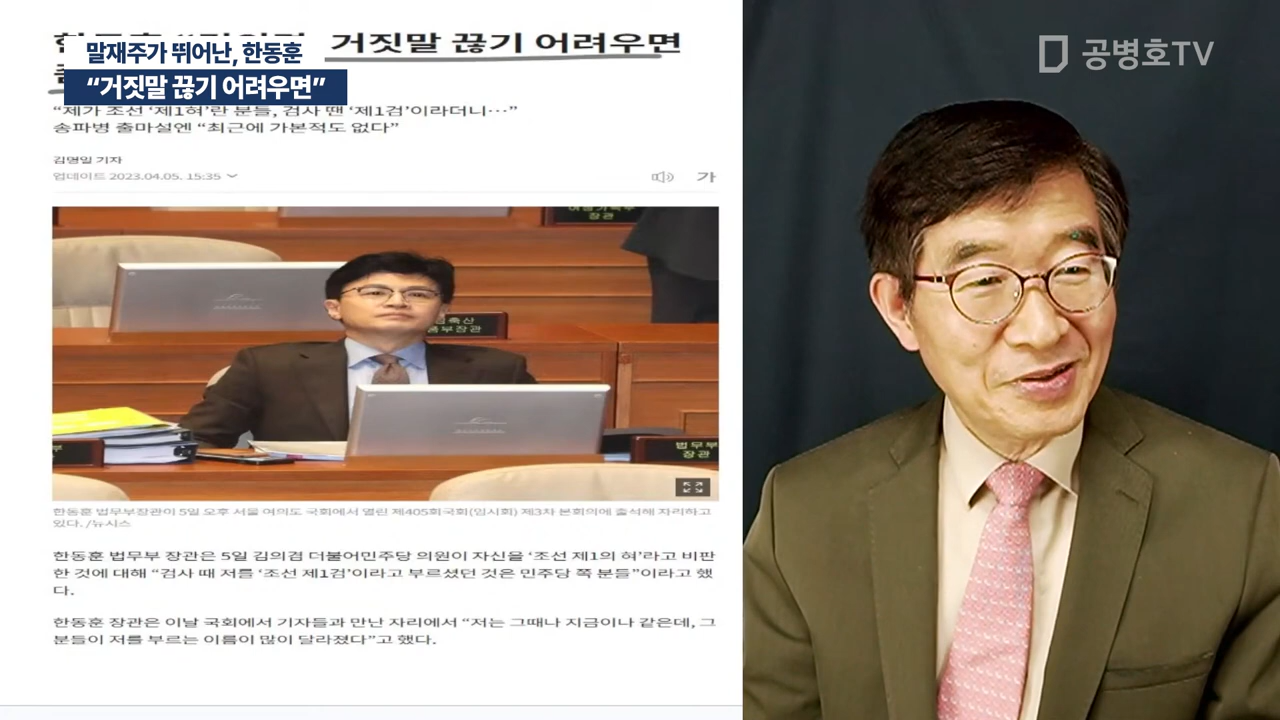 거짓말 끊기 어려우면
말재주가 뛰어난, 한동훈
“거짓말 끊기 어려우면”
공병호TV
“제가 조선 ‘제1혀’란 분들, 검사 땐 ‘제1검’이라더니…”
송파병 출마설엔 “최근에 가본적도 없다”
김명일 기자
업데이트 2023.04.05. 15:35
가
장관
법무부
장관
한동훈 법무부장관이 5일 오후 서울 여의도 국회에서 열린 제405회국회(임시회) 제3차 본회의에 출석해 자리하고
있다. /뉴시스
한동훈 법무부 장관은 5일 김의겸 더불어민주당 의원이 자신을 ‘조선 제1의 혀’라고 비판
한 것에 대해 “검사 때 저를 ‘조선 제1검’이라고 부르셨던 것은 민주당 쪽 분들”이라고 했
다.
한동훈 장관은 이날 국회에서 기자들과 만난 자리에서 “저는 그때나 지금이나 같은데, 그
분들이 저를 부르는 이름이 많이 달라졌다”고 했다.